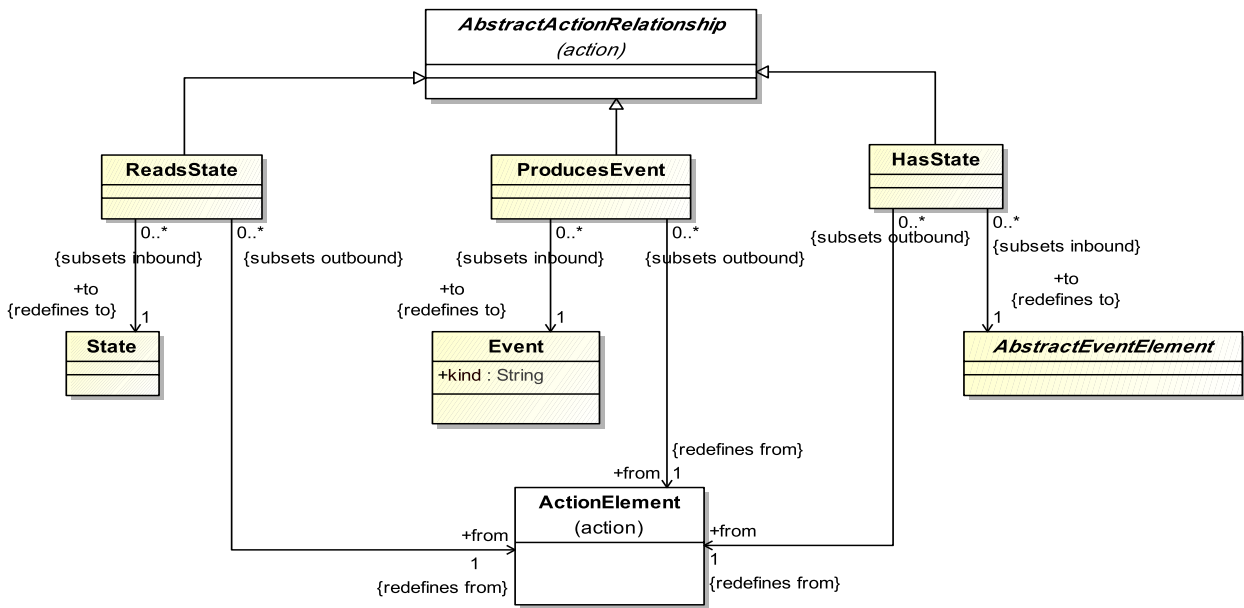 AbstractActionRelationship
(action)
ReadsState
ProducesEvent
HasState
0..*
0..*
{subsets inbound}
{subsets outbound}
+to
{redefines to}
1
0..*
0..*
{subsets inbound}
{subsets outbound}
+to
{redefines to}
1
0..*
0..*
{subsets outbound}
{subsets inbound}
+to
{redefines to}
1
State
Event
+kind : String
AbstractEventElement
{redefines from}
+from
1
ActionElement
(action)
+from
1
{redefines from}
+from
1
{redefines from}